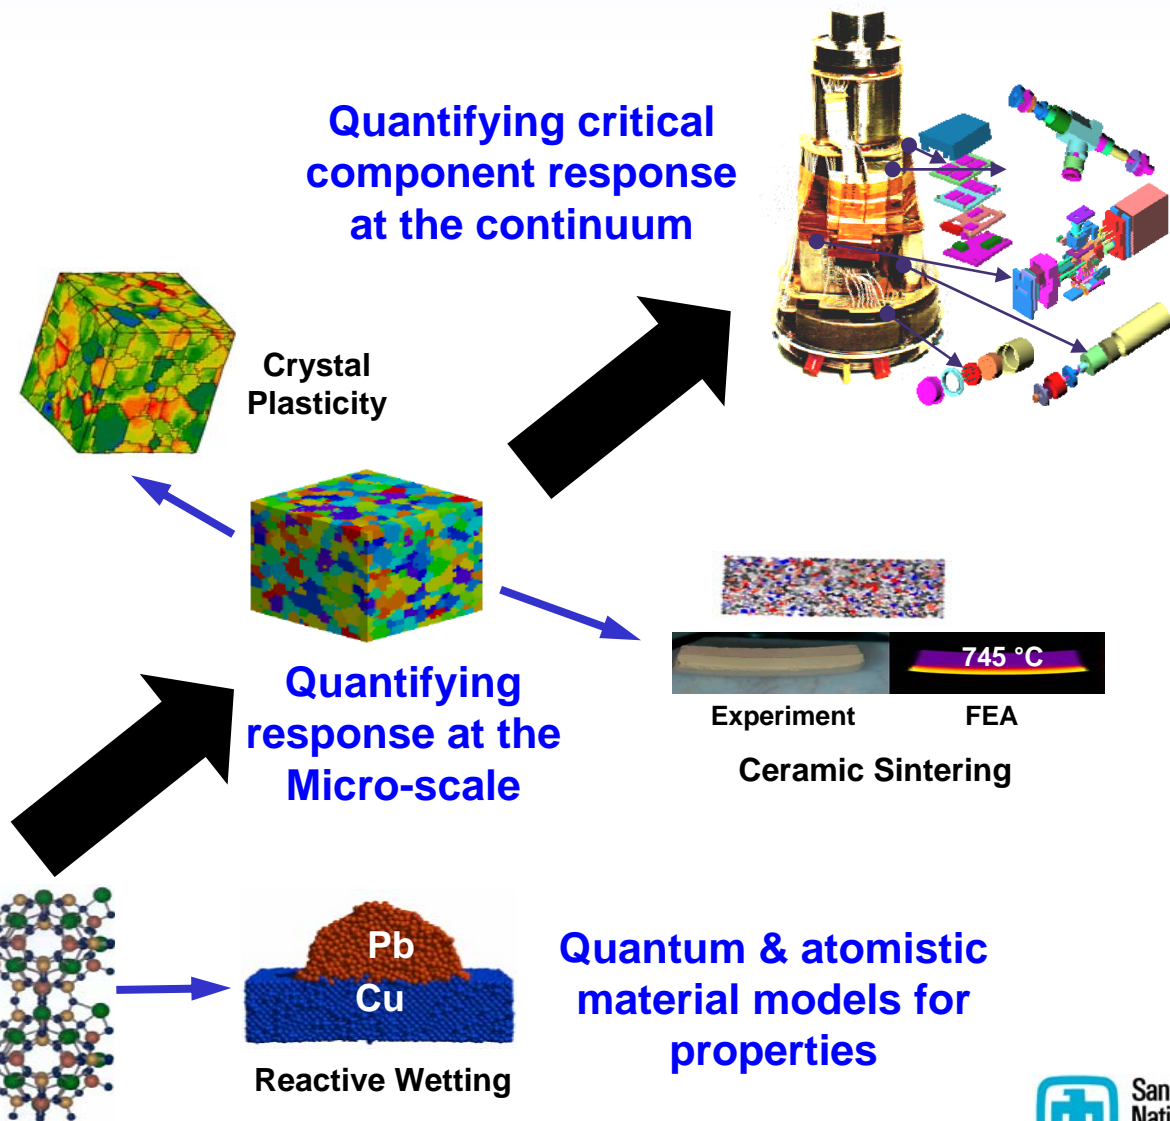 Quantifying critical
component response
at the continuum
Crystal
Plasticity
745 °C
Experiment
FEA
Ceramic Sintering
Quantifying
response at the
Micro-scale
Pb
Cu
Reactive Wetting
Quantum & atomistic
material models for
properties